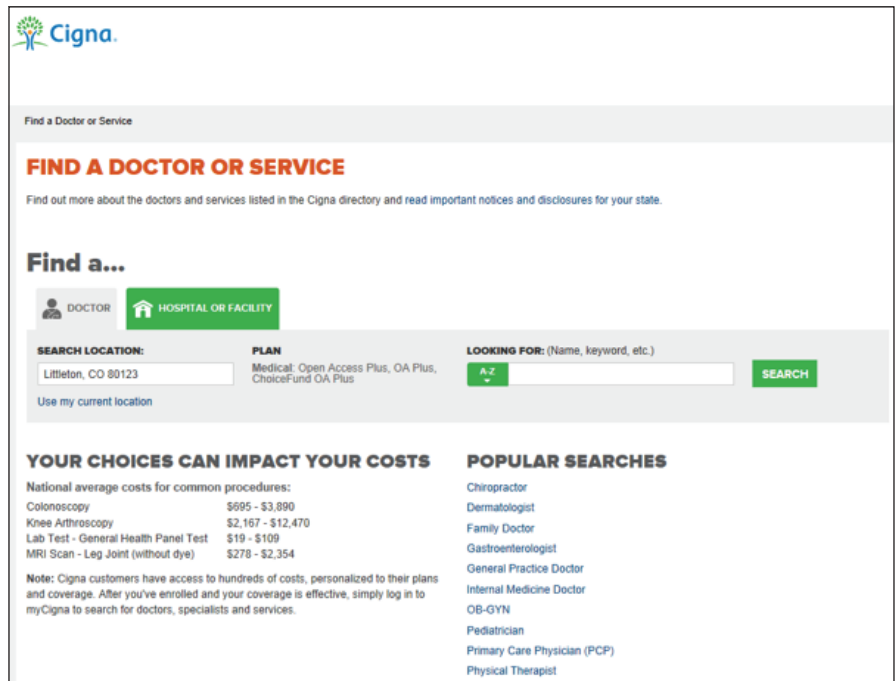 Cigna.
Find a Doctor or Service
FIND A DOCTOR OR SERVICE
Find out more about the doctors and services listed in the Cigna directory and read important notices and disclosures for your state.
Find a...
DOCTOR
HOSPITAL OR FACILITY
SEARCH LOCATION:
Littleton, CO 80123
Use my current location
PLAN
Medical: Open Access Plus, OA Plus,
ChoiceFund OA Plus
LOOKING FOR: (Name, keyword, etc.)
A-Z
SEARCH
YOUR CHOICES CAN IMPACT YOUR COSTS
National average costs for common procedures:
Colonoscopy $695 - $3,890
Knee Arthroscopy $2,167 - $12,470
Lab Test - General Health Panel Test $19 - $109
MRI Scan - Leg Joint (without dye) $278 - $2,354
Note: Cigna customers have access to hundreds of costs, personalized to their plans
and coverage. After you've enrolled and your coverage is effective, simply log in to
myCigna to search for doctors, specialists and services.
POPULAR SEARCHES
Chiropractor
Dermatologist
Family Doctor
Gastroenterologist
General Practice Doctor
Internal Medicine Doctor
OB-GYN
Pediatrician
Primary Care Physician (PCP)
Physical Therapist